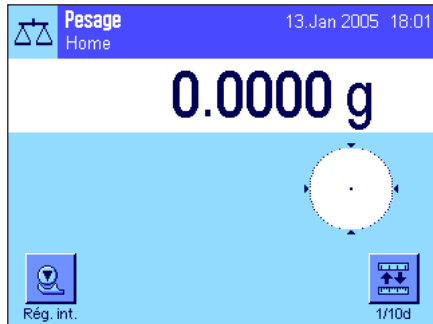 Pesage
13.Jan 2005 18:01
Home
0.0000 g
Rég. int.
1/10d